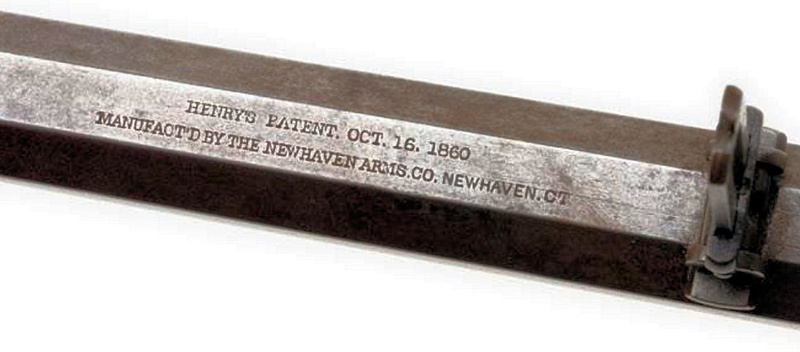 HENRY'S PATENT. OCT. 16. 1860
MANUFACT'D BY THE NEWHAVEN ARMS.CO. NEWHAVEN.CT